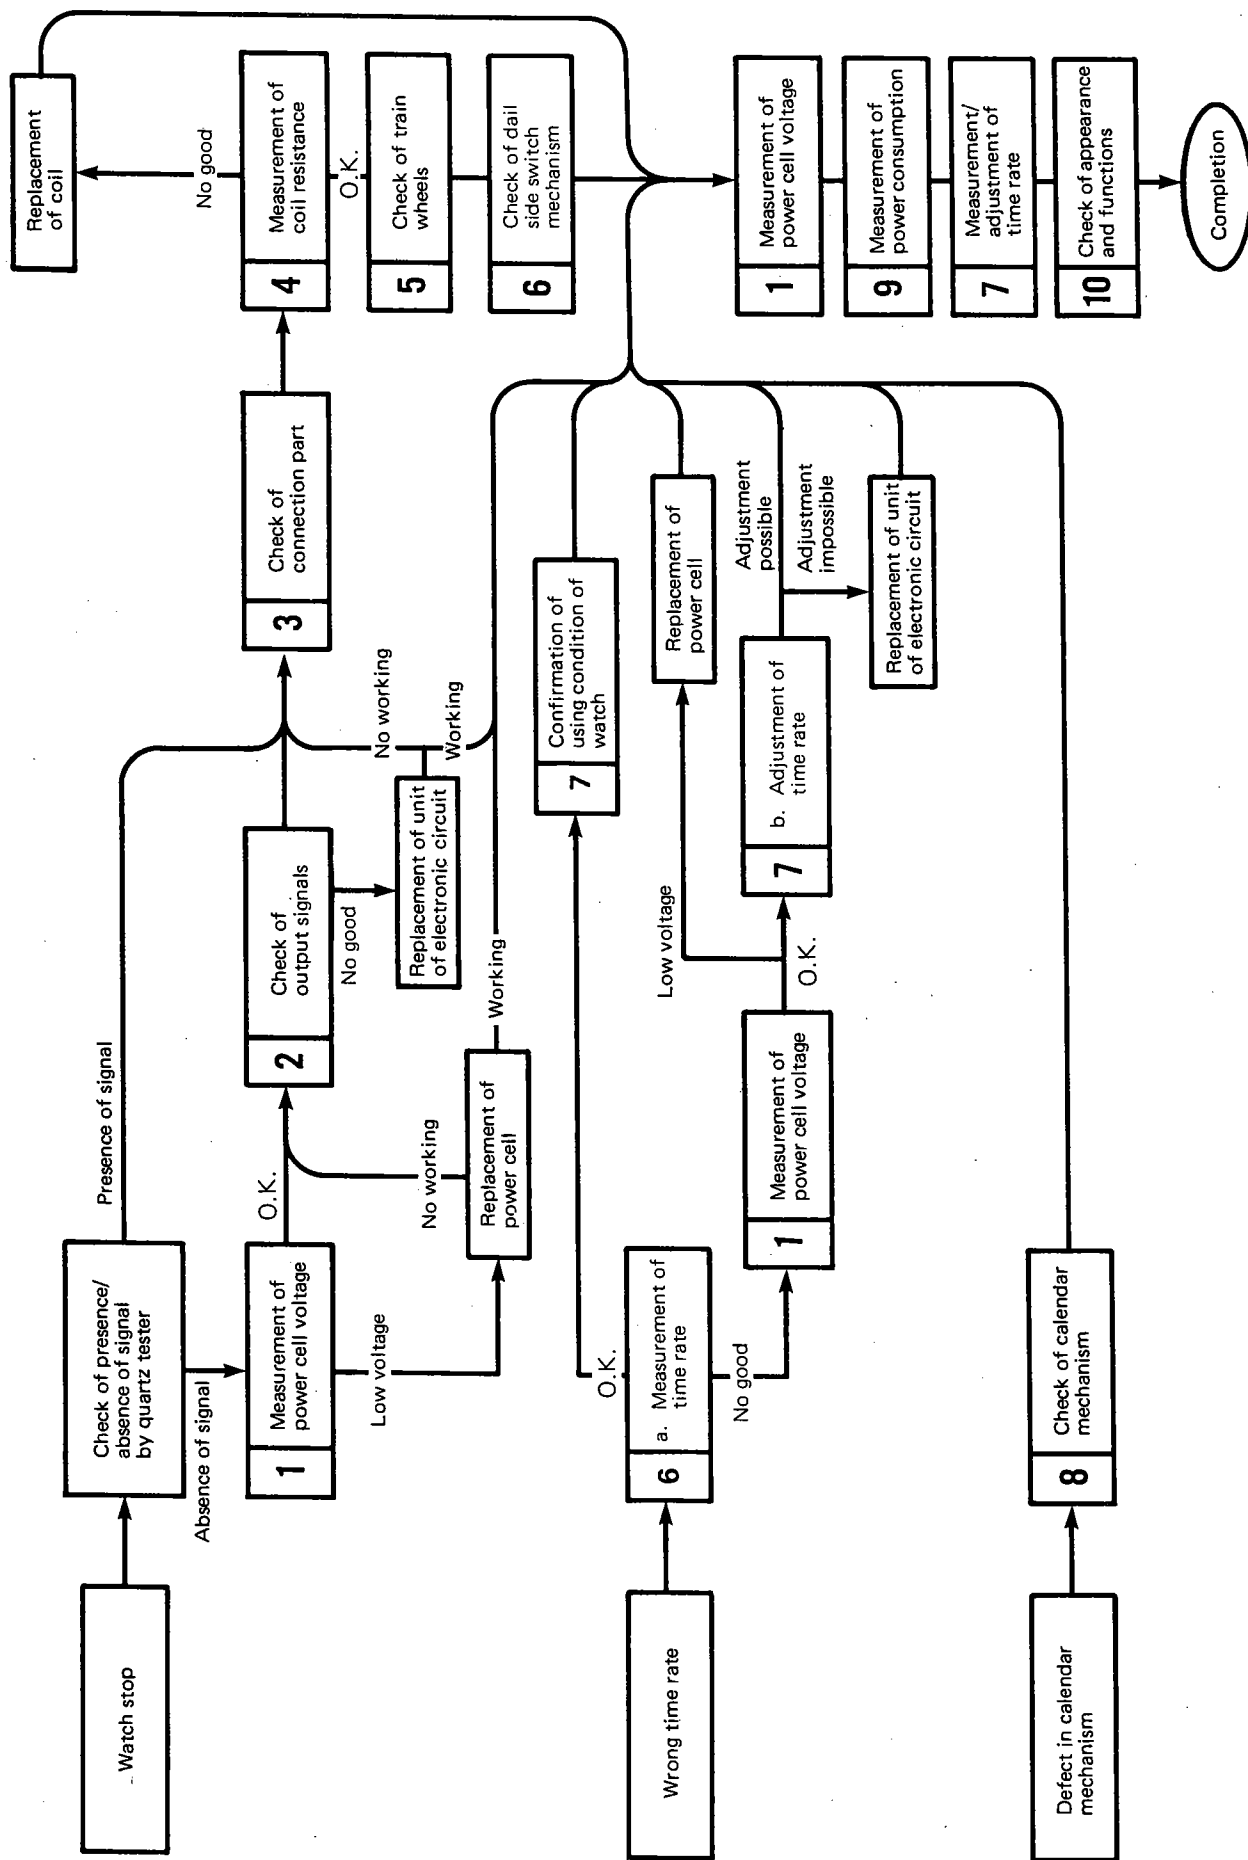 Watch stop
Check of presence/
absence of signal
by quartz tester
Presence of signal
Absence of signal
1
Measurement of
power cell voltage
O.K.
Low voltage
Replacement of
power cell
No working
Working
2
Check of
output signals
No good
Replacement of unit
of electronic circuit
No working
Working
3
Check of
connection part
4
Measurement of
coil resistance
No good
Replacement
of coil
O.K.
5
Check of train
wheels
6
Check of dail
side switch
mechanism
Wrong time rate
6
a. Measurement of
time rate
O.K.
No good
7
Confirmation of
using condition of
watch
1
Measurement of
power cell voltage
Low voltage
O.K.
Replacement of
power cell
7
b. Adjustment of
time rate
Adjustment
possible
Adjustment
impossible
Replacement of unit
of electronic circuit
Defect in calendar
mechanism
8
Check of calendar
mechanism
1
Measurement of
power cell voltage
9
Measurement of
power consumption
7
Measurement/
adjustment of
time rate
10
Check of appearance
and functions
Completion